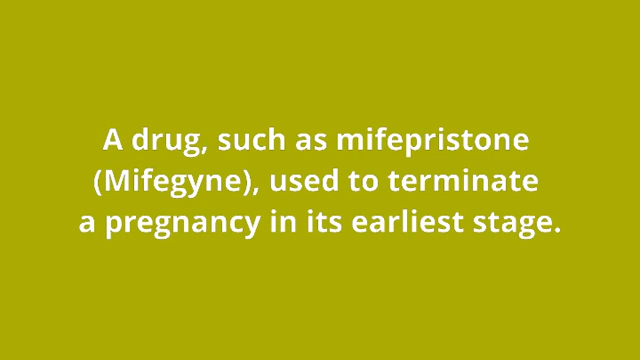 A drug, such as mifepristone
(Mifegyne), used to terminate
a pregnancy in its earliest stage.